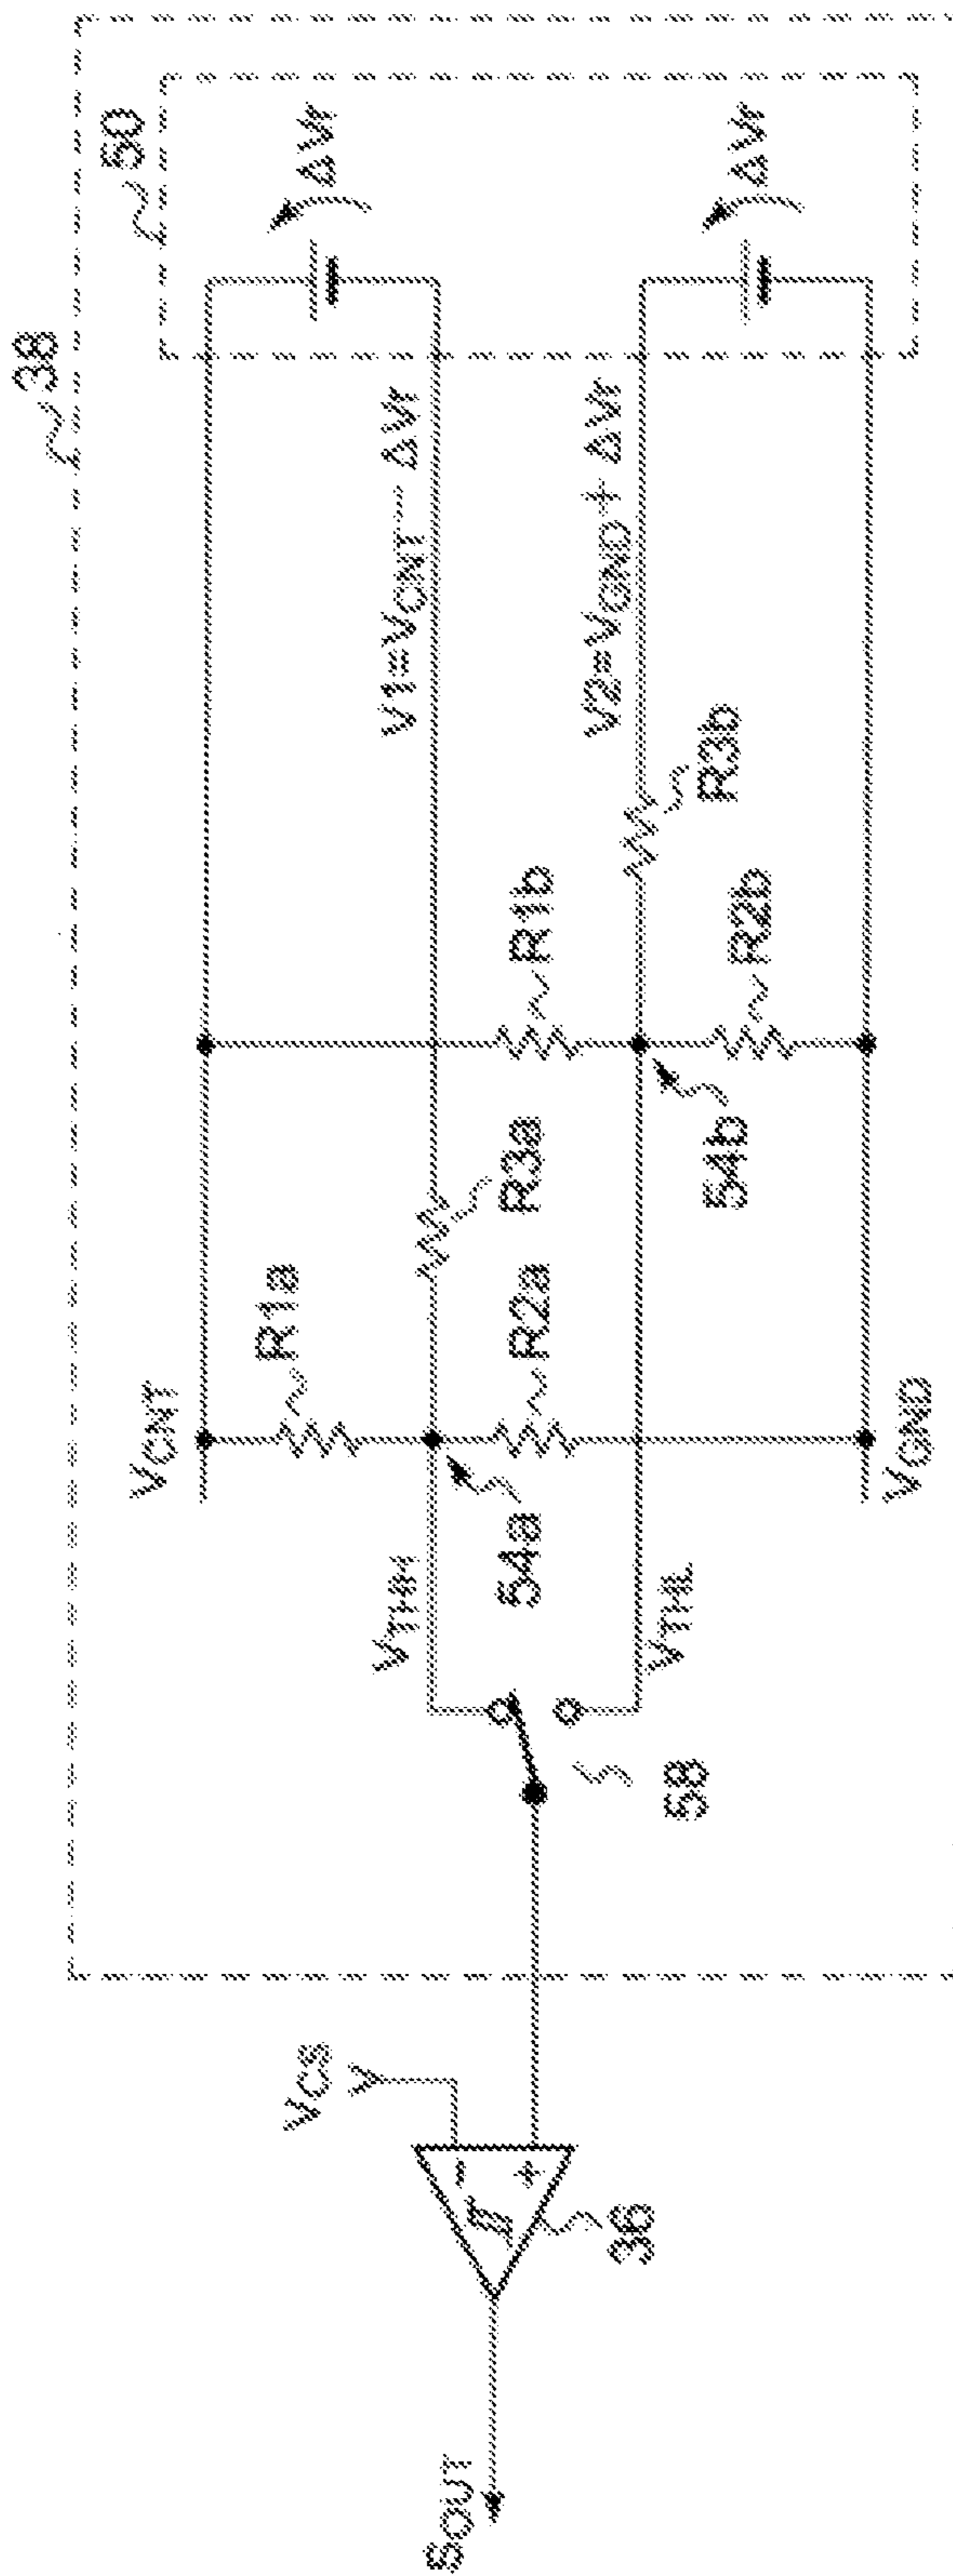 38
50
ΔVr
ΔVr
V1=VCNT− ΔVr
V2=VGND+ ΔVr
R3b
R1b
R2b
54b
R3a
R1a
R2a
VCNT
VGND
54a
VTHH
VTHL
58
VCS
−
+
36
SOUT